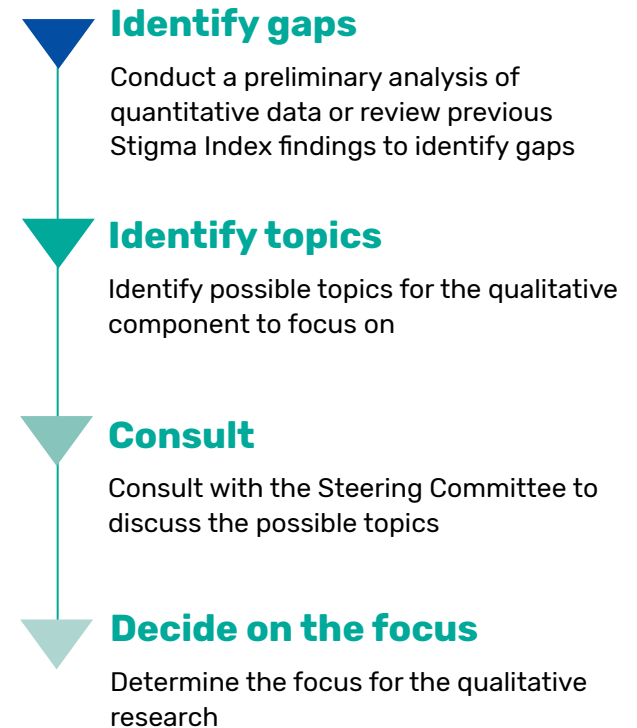 Identify gaps
Conduct a preliminary analysis of
quantitative data or review previous
Stigma Index findings to identify gaps
Identify topics
Identify possible topics for the qualitative
component to focus on
Consult
Consult with the Steering Committee to
discuss the possible topics
Decide on the focus
Determine the focus for the qualitative
research